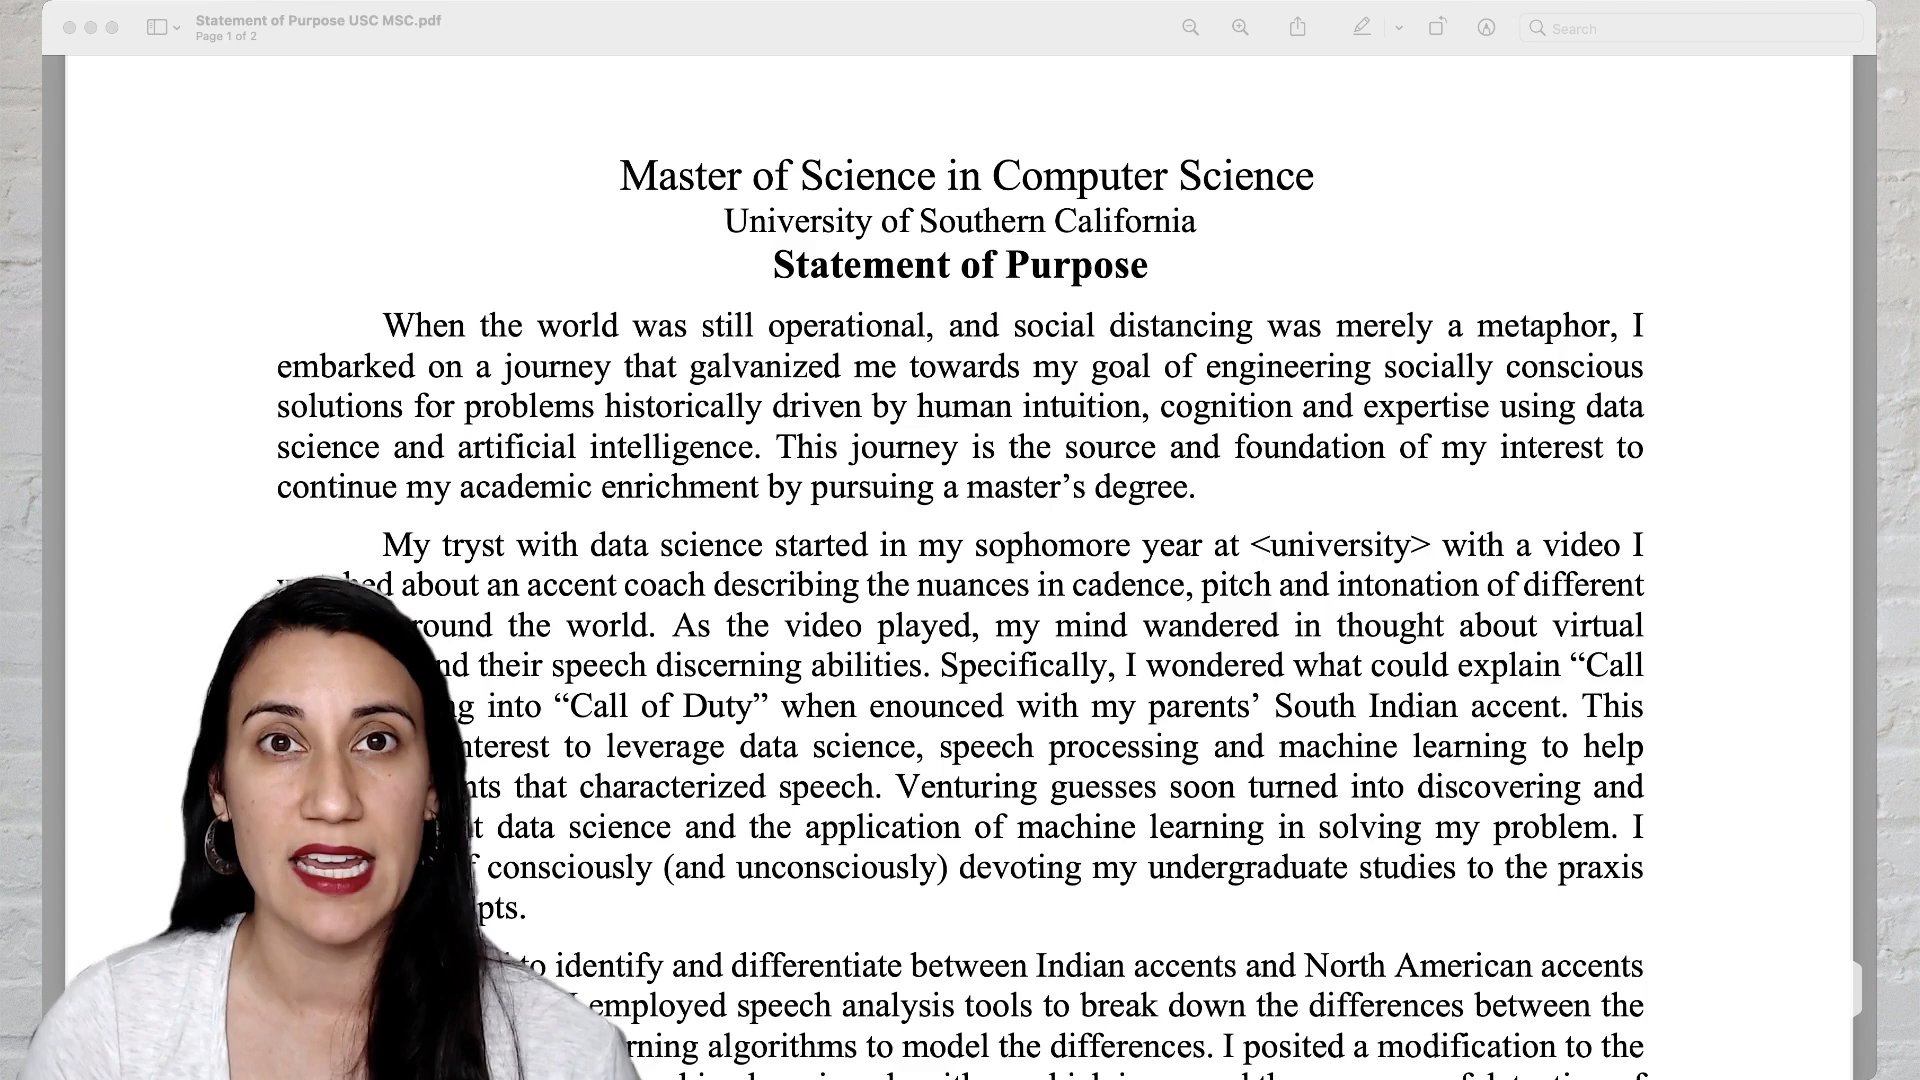 Statement of Purpose USC MSC.pdf
Page 1 of 2
Search
Master of Science in Computer Science
University of Southern California
Statement of Purpose
When the world was still operational, and social distancing was merely a metaphor, I
embarked on a journey that galvanized me towards my goal of engineering socially conscious
solutions for problems historically driven by human intuition, cognition and expertise using data
science and artificial intelligence. This journey is the source and foundation of my interest to
continue my academic enrichment by pursuing a master’s degree.
My tryst with data science started in my sophomore year at <university> with a video I
about an accent coach describing the nuances in cadence, pitch and intonation of different
the world. As the video played, my mind wandered in thought about virtual
their speech discerning abilities. Specifically, I wondered what could explain “Call
into “Call of Duty” when enounced with my parents’ South Indian accent. This
to leverage data science, speech processing and machine learning to help
that characterized speech. Venturing guesses soon turned into discovering and
data science and the application of machine learning in solving my problem. I
consciously (and unconsciously) devoting my undergraduate studies to the praxis
to identify and differentiate between Indian accents and North American accents
employed speech analysis tools to break down the differences between the
algorithms to model the differences. I posited a modification to the